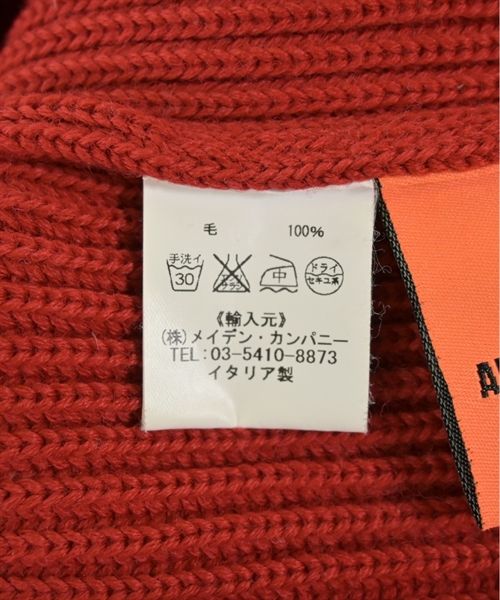 毛 100%
手洗イ 30 エンソサラシ 中 ドライ セキユ系
《輸入元》
(株)メイデン・カンパニー
TEL:03-5410-8873
イタリア製
A